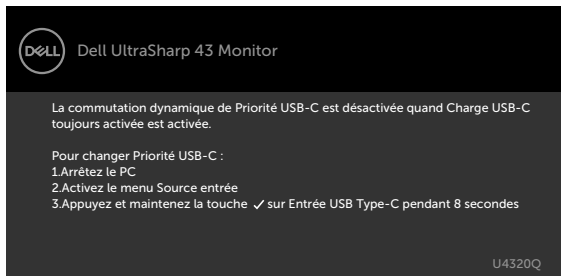 DELL
Dell UltraSharp 43 Monitor
La commutation dynamique de Priorité USB-C est désactivée quand Charge USB-C
toujours activée est activée.
Pour changer Priorité USB-C :
1.Arrêtez le PC
2.Activez le menu Source entrée
3.Appuyez et maintenez la touche ✓ sur Entrée USB Type-C pendant 8 secondes
U4320Q